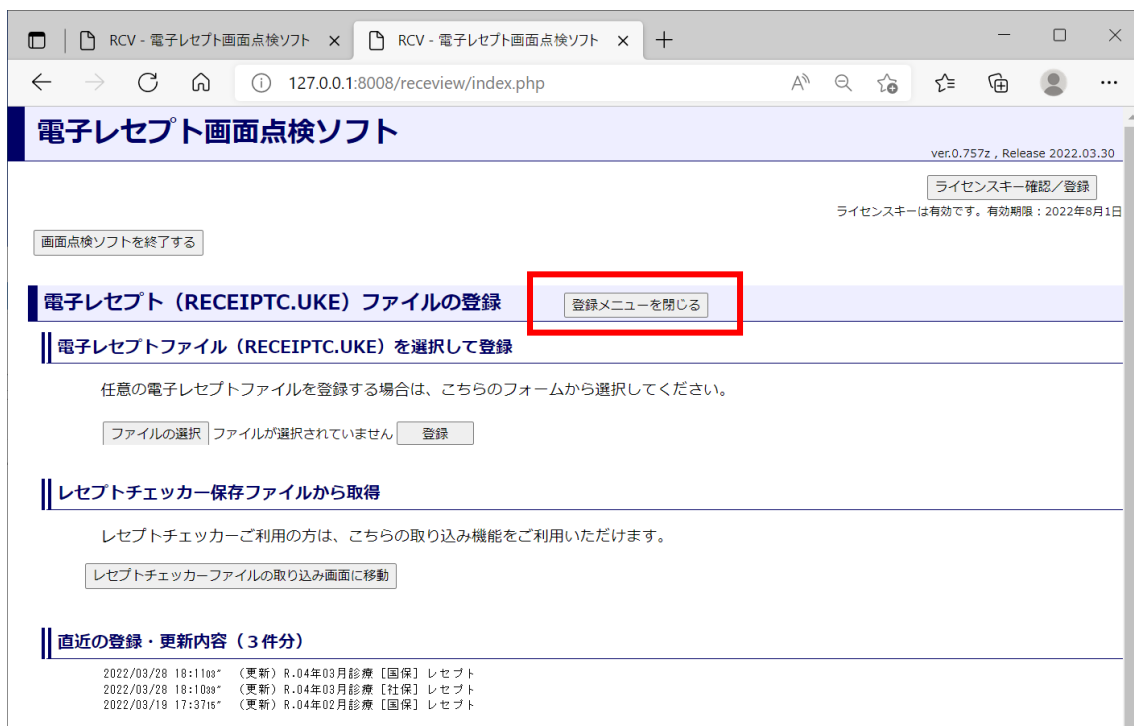 RCV - 電子レセプト画面点検ソフト
RCV - 電子レセプト画面点検ソフト
127.0.0.1:8008/receview/index.php
電子レセプト画面点検ソフト
ver.0.757z , Release 2022.03.30
ライセンスキー確認／登録
ライセンスキーは有効です。有効期限：2022年8月1日
画面点検ソフトを終了する
電子レセプト（RECEIPTC.UKE）ファイルの登録 登録メニューを閉じる
電子レセプトファイル（RECEIPTC.UKE）を選択して登録
任意の電子レセプトファイルを登録する場合は、こちらのフォームから選択してください。
ファイルの選択 ファイルが選択されていません 登録
レセプトチェッカー保存ファイルから取得
レセプトチェッカーご利用の方は、こちらの取り込み機能をご利用いただけます。
レセプトチェッカーファイルの取り込み画面に移動
直近の登録・更新内容（３件分）
2022/03/28 18:11:08" （更新）R.04年03月診療［国保］レセプト
2022/03/28 18:10:39" （更新）R.04年03月診療［社保］レセプト
2022/03/19 17:37:15" （更新）R.04年02月診療［国保］レセプト